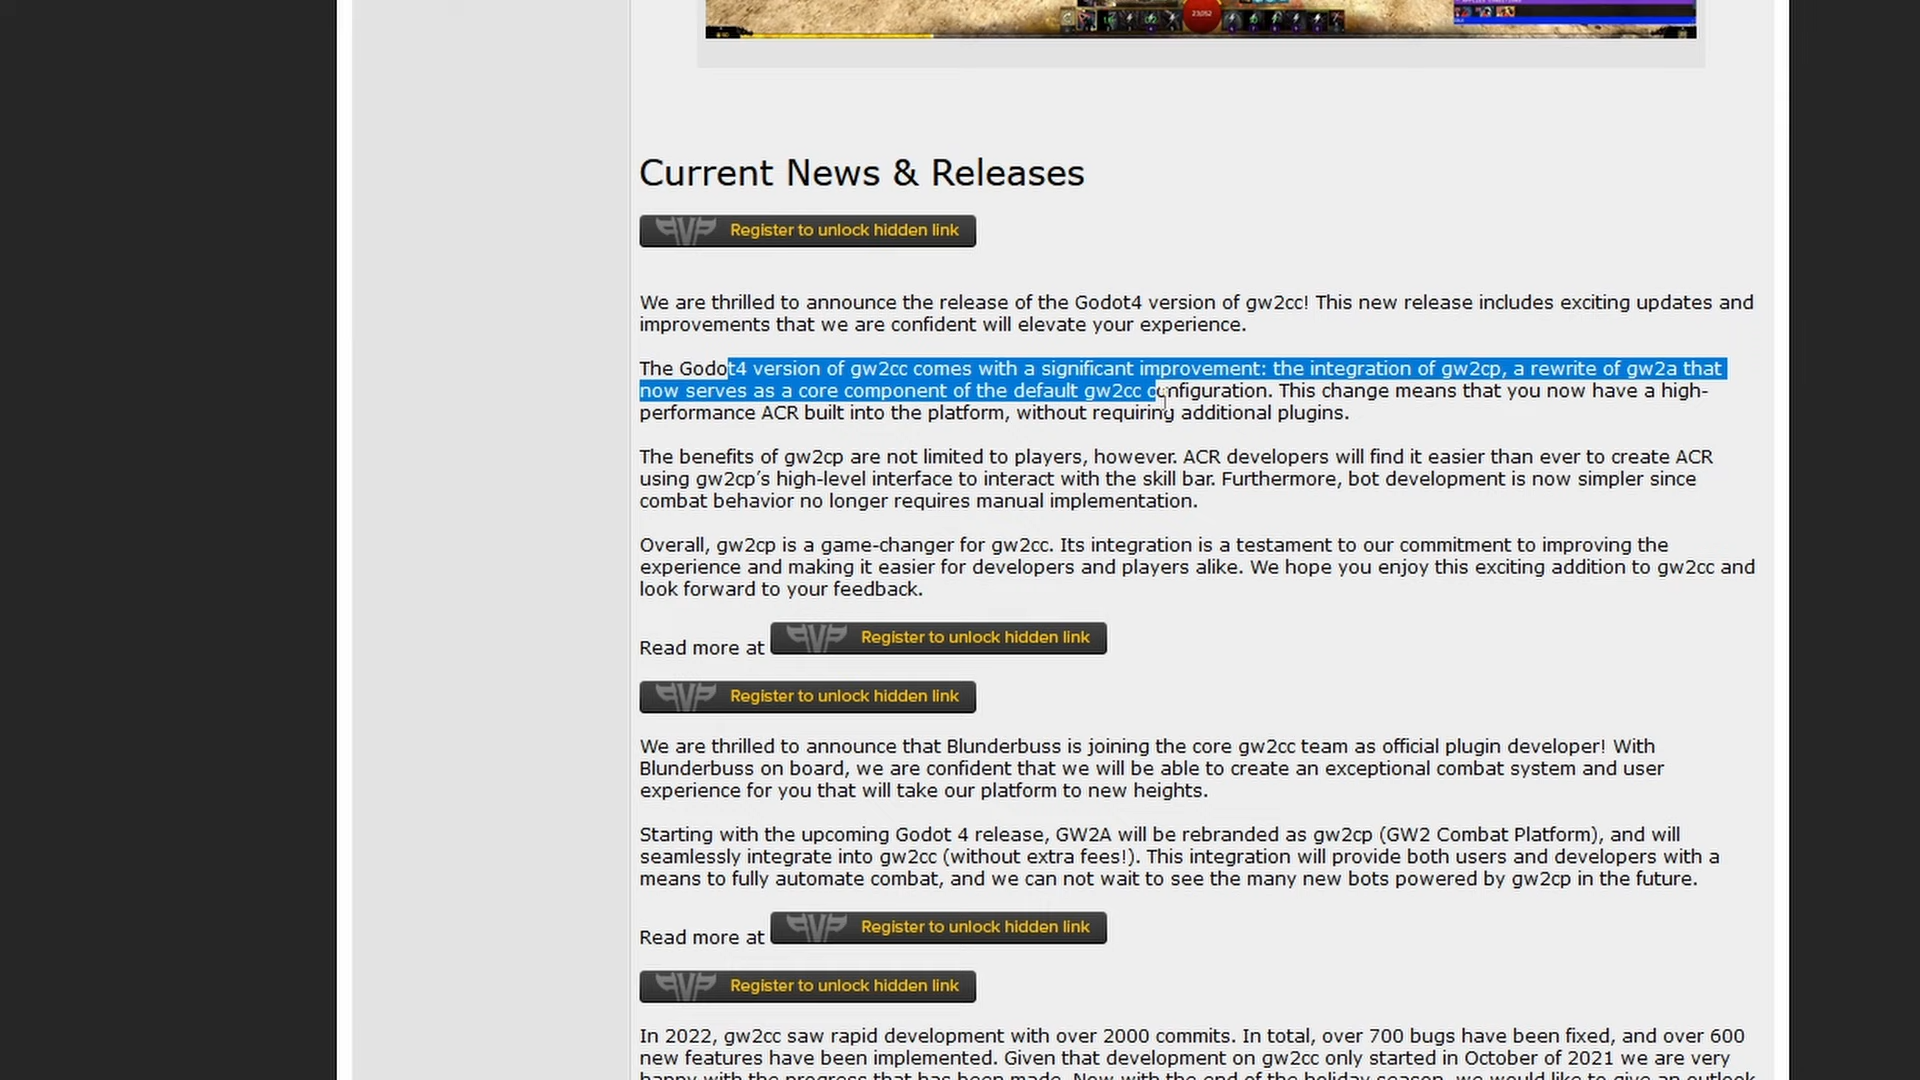 23,052
Current News & Releases
Register to unlock hidden link
We are thrilled to announce the release of the Godot4 version of gw2cc! This new release includes exciting updates and
improvements that we are confident will elevate your experience.
The Godot4 version of gw2cc comes with a significant improvement: the integration of gw2cp, a rewrite of gw2a that
now serves as a core component of the default gw2cc configuration. This change means that you now have a high-
performance ACR built into the platform, without requiring additional plugins.
The benefits of gw2cp are not limited to players, however. ACR developers will find it easier than ever to create ACR
using gw2cp's high-level interface to interact with the skill bar. Furthermore, bot development is now simpler since
combat behavior no longer requires manual implementation.
Overall, gw2cp is a game-changer for gw2cc. Its integration is a testament to our commitment to improving the
experience and making it easier for developers and players alike. We hope you enjoy this exciting addition to gw2cc and
look forward to your feedback.
Read more at Register to unlock hidden link
Register to unlock hidden link
We are thrilled to announce that Blunderbuss is joining the core gw2cc team as official plugin developer! With
Blunderbuss on board, we are confident that we will be able to create an exceptional combat system and user
experience for you that will take our platform to new heights.
Starting with the upcoming Godot 4 release, GW2A will be rebranded as gw2cp (GW2 Combat Platform), and will
seamlessly integrate into gw2cc (without extra fees!). This integration will provide both users and developers with a
means to fully automate combat, and we can not wait to see the many new bots powered by gw2cp in the future.
Read more at Register to unlock hidden link
Register to unlock hidden link
In 2022, gw2cc saw rapid development with over 2000 commits. In total, over 700 bugs have been fixed, and over 600
new features have been implemented. Given that development on gw2cc only started in October of 2021 we are very
happy with the progress that has been made. Now with the end of the holiday season, we would like to give an outlook